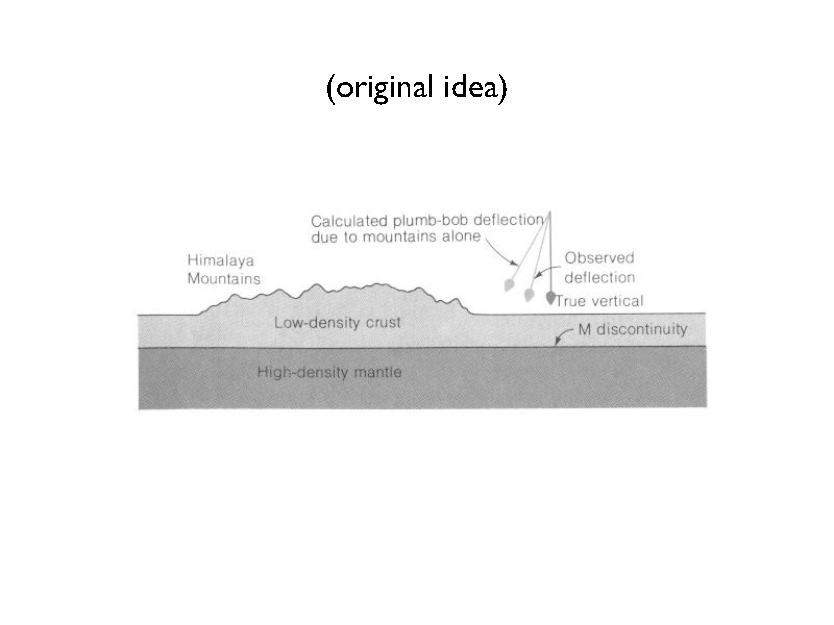 (original idea)
Calculated plumb-bob deflection
due to mountains alone
Himalaya
Mountains
Observed
deflection
True vertical
Low-density crust
M discontinuity
High-density mantle